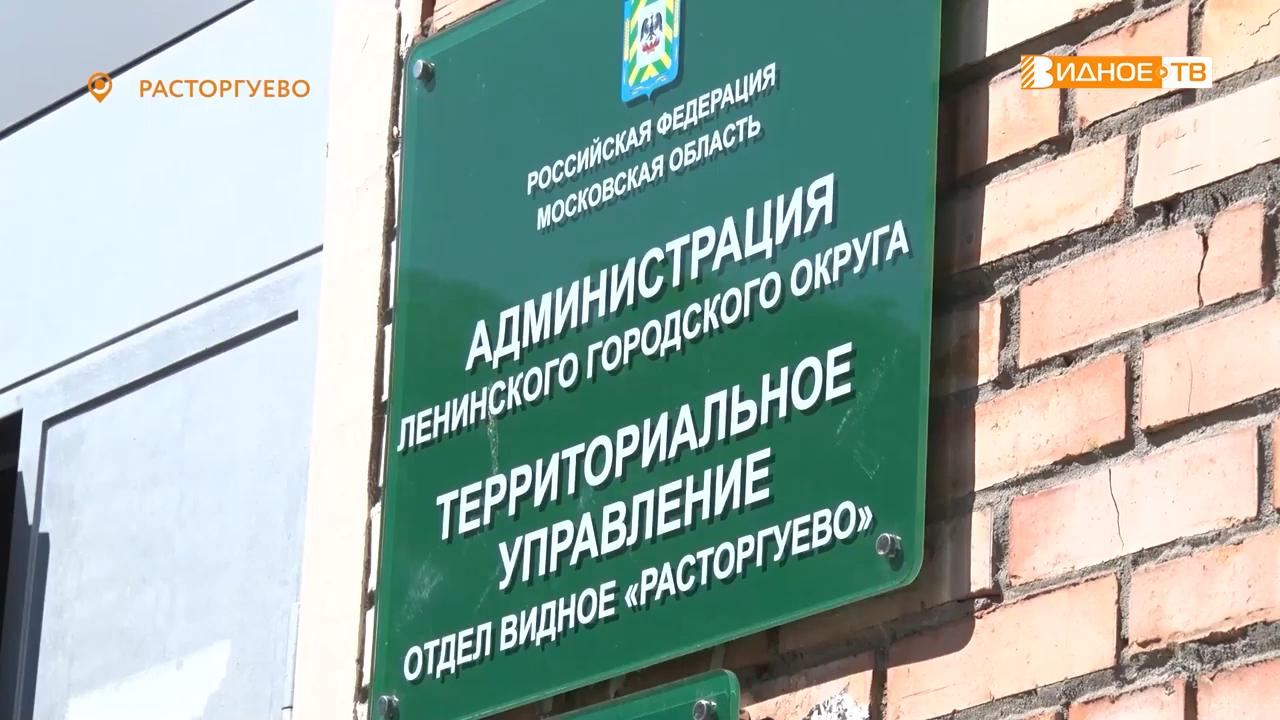 РАСТОРГУЕВО
ВИДНОЕ ТВ
РОССИЙСКАЯ ФЕДЕРАЦИЯ
МОСКОВСКАЯ ОБЛАСТЬ
АДМИНИСТРАЦИЯ
ЛЕНИНСКОГО ГОРОДСКОГО ОКРУГА
ТЕРРИТОРИАЛЬНОЕ
УПРАВЛЕНИЕ
ОТДЕЛ ВИДНОЕ «РАСТОРГУЕВО»